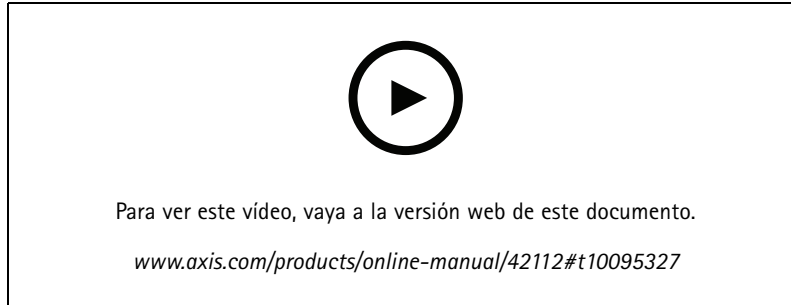 Para ver este vídeo, vaya a la versión web de este documento.
www.axis.com/products/online-manual/42112#t10095327